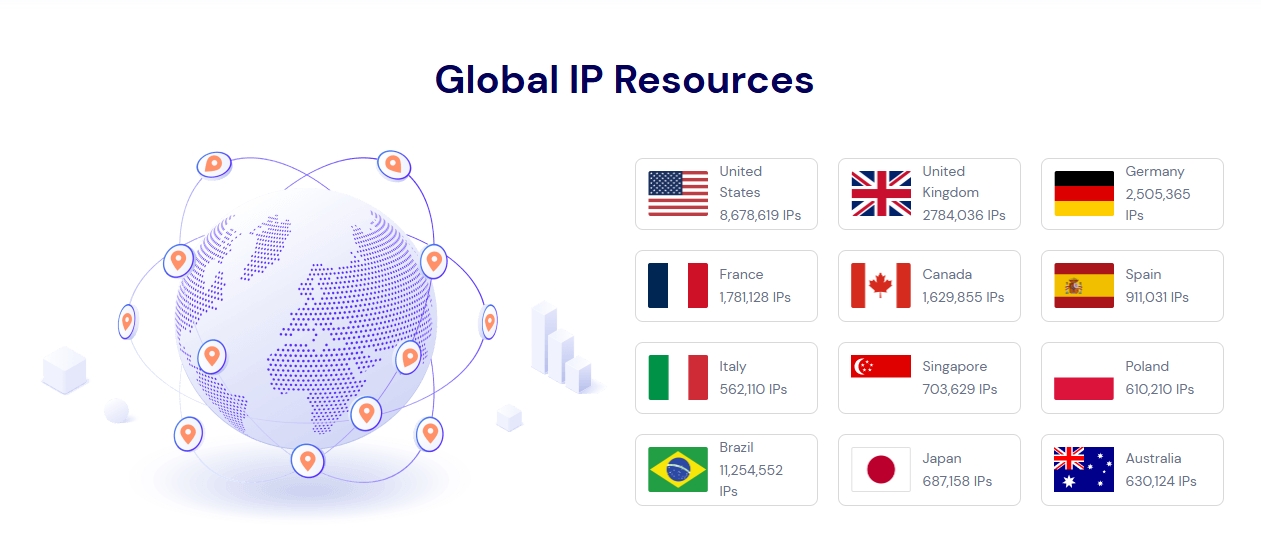 Global IP Resources
United
States
8,678,619 IPs
United
Kingdom
2784,036 IPs
Germany
2,505,365
IPs
France
1,781,128 IPs
Canada
1,629,855 IPs
Spain
911,031 IPs
Italy
562,110 IPs
Singapore
703,629 IPs
Poland
610,210 IPs
Brazil
11,254,552
IPs
Japan
687,158 IPs
Australia
630,124 IPs